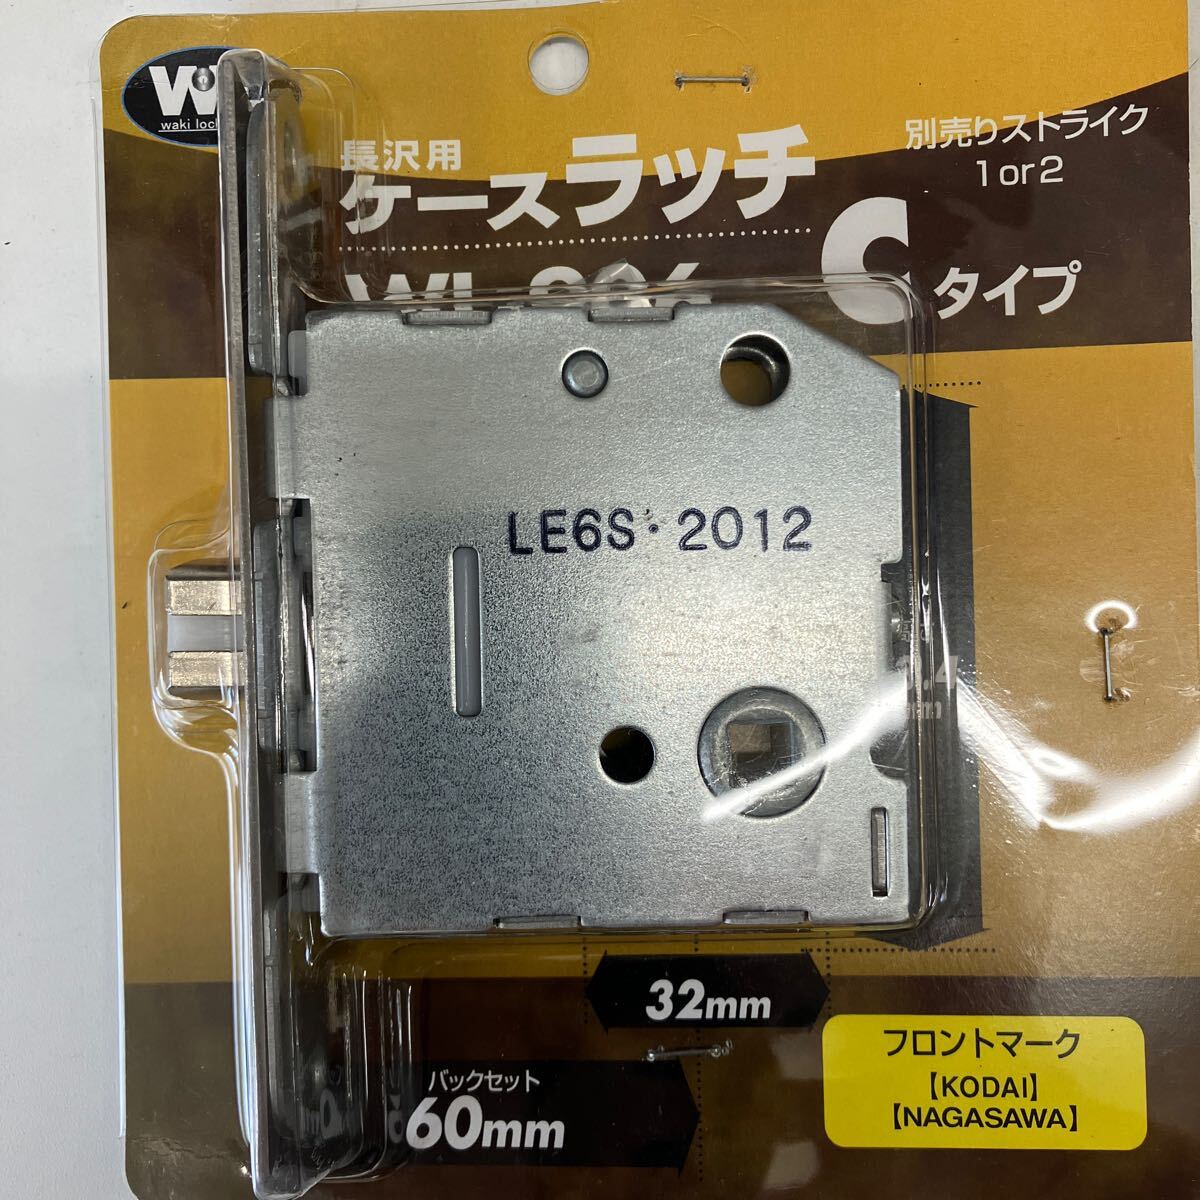 W
waki lock
長沢用
ケースラッチ
別売りストライク
1or2
Cタイプ
LE6S・2012
32mm
バックセット
60mm
フロントマーク
【KODAI】
【NAGASAWA】